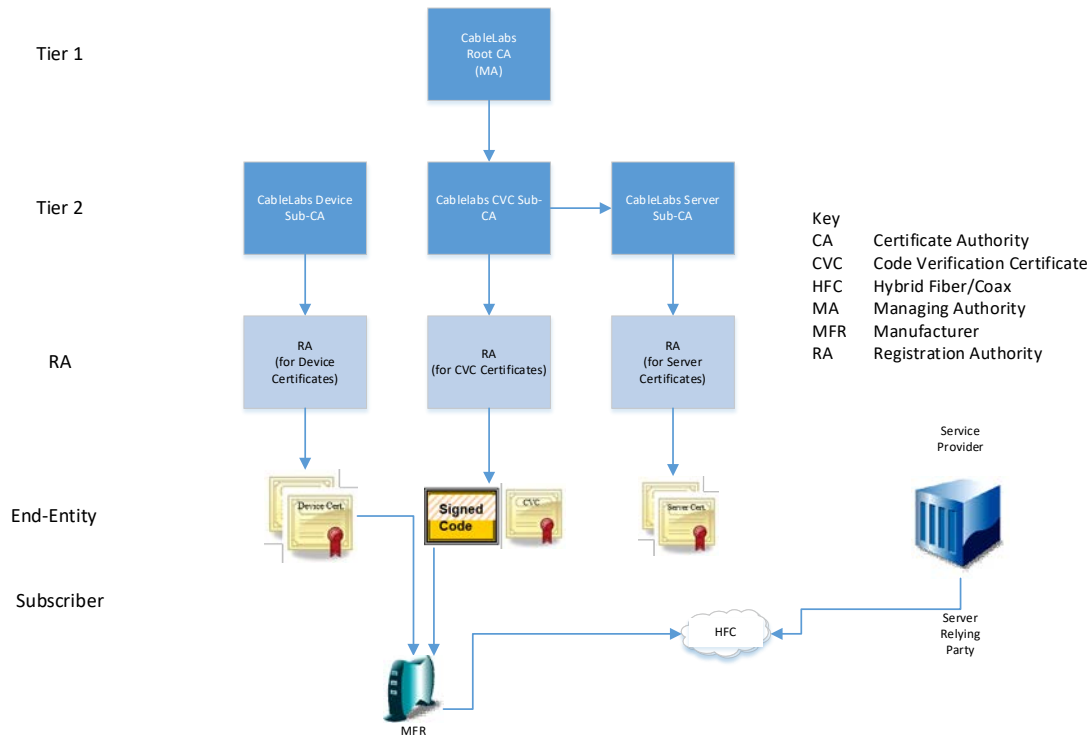 Tier 1
CableLabs
Root CA
(MA)
Tier 2
CableLabs Device
Sub-CA
Cablelabs CVC Sub-
CA
CableLabs Server
Sub-CA
Key
CA Certificate Authority
CVC Code Verification Certificate
HFC Hybrid Fiber/Coax
MA Managing Authority
MFR Manufacturer
RA Registration Authority
RA
RA
(for Device
Certificates)
RA
(for CVC Certificates)
RA
(for Server
Certificates)
Service
Provider
End-Entity
Device Cert.
Signed
Code
CVC
Server Cert.
Subscriber
HFC
Server
Relying
Party
MFR